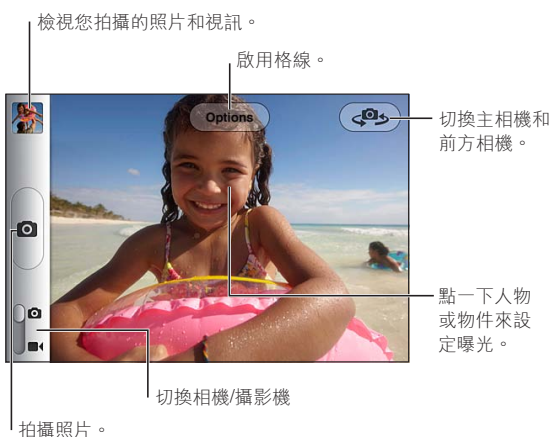 檢視您拍攝的照片和視訊。
啟用格線。
Options
切換主相機和
前方相機。
點一下人物
或物件來設
定曝光。
切換相機/攝影機
拍攝照片。